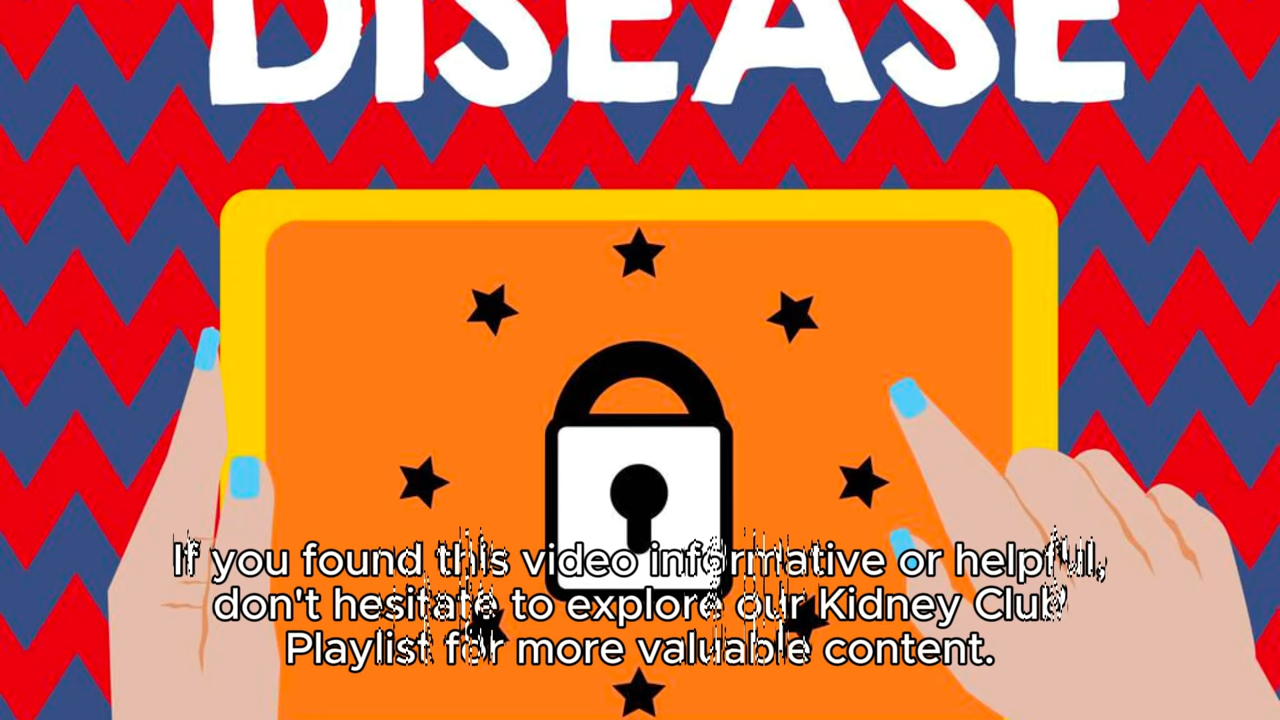 DISEASE
If you found this video informative or helpful,
don't hesitate to explore our Kidney Club
Playlist for more valuable content.